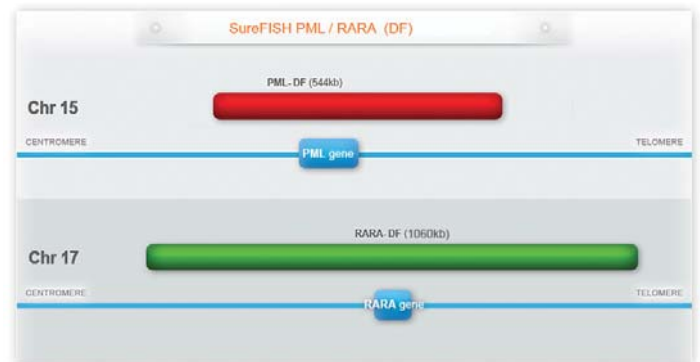 SureFISH PML / RARA (DF)
PML-DF (544kb)
Chr 15
CENTROMERE
TELOMERE
PML gene
RARA-DF (1060kb)
Chr 17
CENTROMERE
TELOMERE
RARA gene